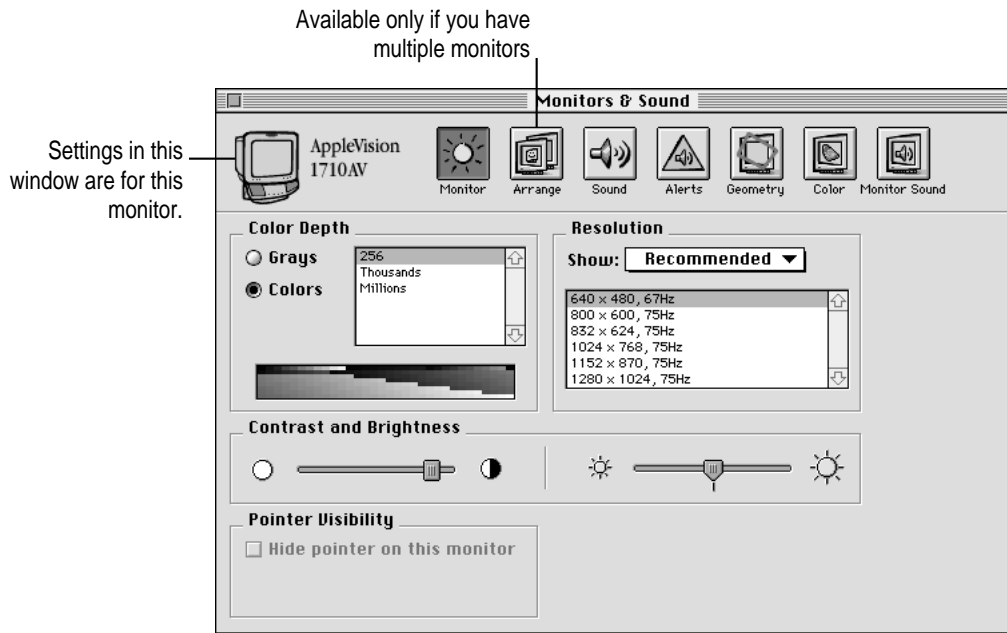 Available only if you have
multiple monitors
Monitors & Sound
Settings in this
window are for this
monitor.
AppleVision
1710AV
Monitor
Arrange
Sound
Alerts
Geometry
Color
Monitor Sound
Color Depth
Grays
Colors
256
Thousands
Millions
Resolution
Show: Recommended
640 x 480, 67Hz
800 x 600, 75Hz
832 x 624, 75Hz
1024 x 768, 75Hz
1152 x 870, 75Hz
1280 x 1024, 75Hz
Contrast and Brightness
Pointer Visibility
Hide pointer on this monitor